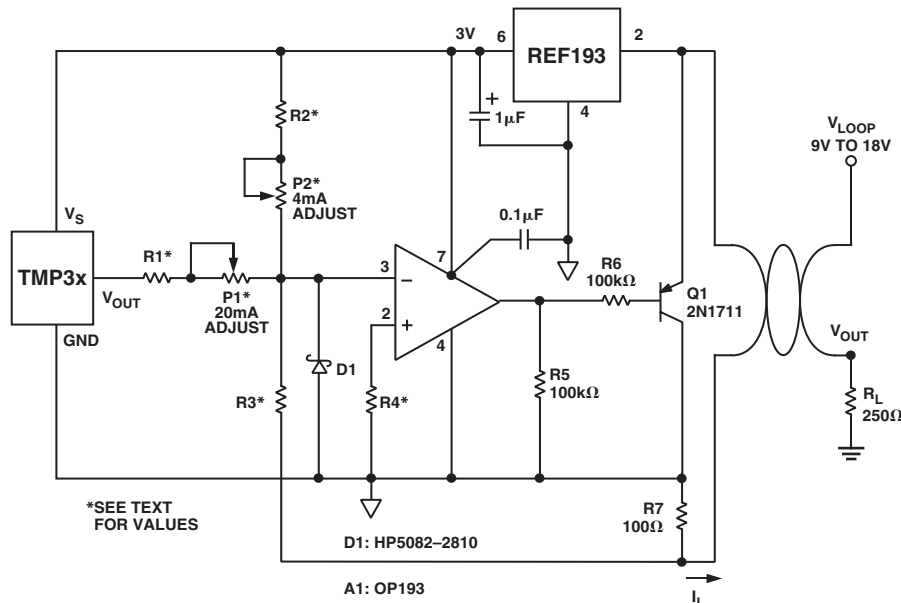 3V
6
REF193
2
4
R2*
1µF
+
P2*
4mA
ADJUST
V_LOOP
9V TO 18V
V_S
0.1µF
TMP3x
R1*
V_OUT
P1*
20mA
ADJUST
GND
3
7
−
2
+
4
R6
100kΩ
Q1
2N1711
V_OUT
D1
R3*
R4*
R5
100kΩ
R_L
250Ω
*SEE TEXT
FOR VALUES
R7
100Ω
D1: HP5082–2810
A1: OP193
I_L